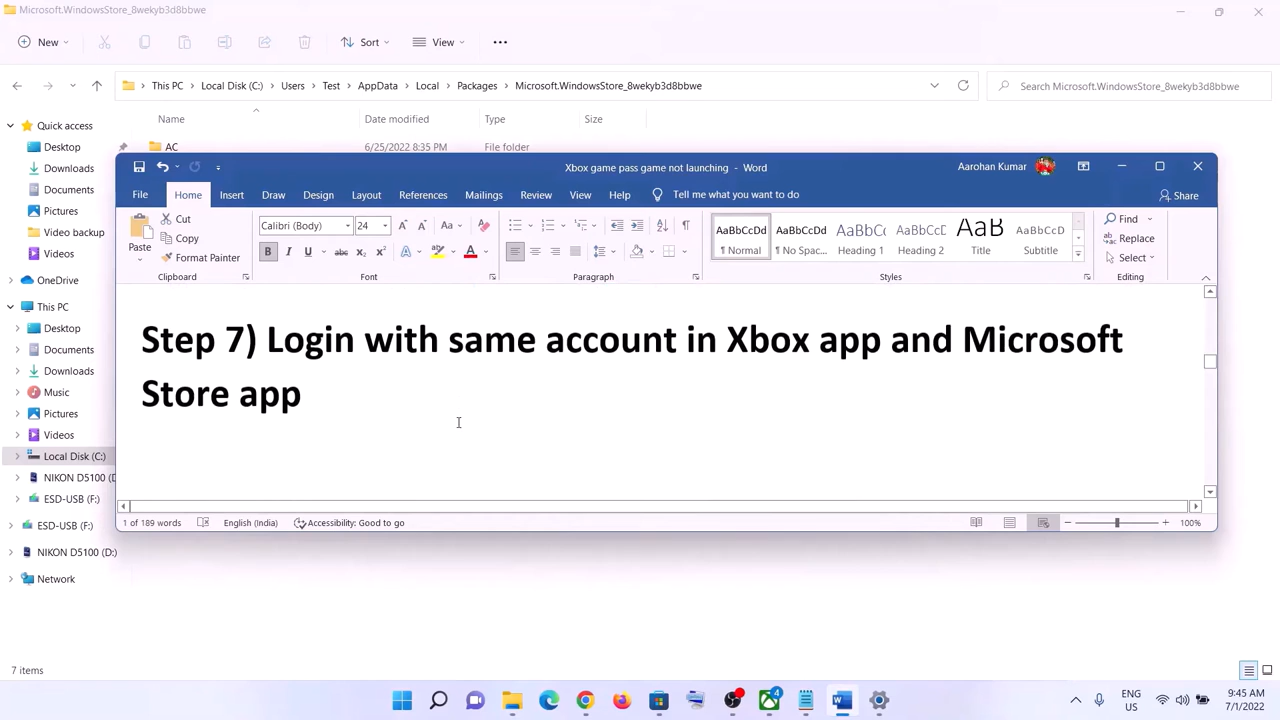 Microsoft.WindowsStore_8wekyb3d8bbwe
New
Sort
View
This PC
Local Disk (C:)
Users
Test
AppData
Local
Packages
Microsoft.WindowsStore_8wekyb3d8bbwe
Search Microsoft.WindowsStore_8wekyb3d8bbwe
Name
Date modified
Type
Size
AC
6/25/2022 8:35 PM
File folder
Quick access
Desktop
Downloads
Documents
Pictures
Video backup
Videos
OneDrive
This PC
Desktop
Documents
Downloads
Music
Pictures
Videos
Local Disk (C:)
NIKON D5100 (D
ESD-USB (F:)
ESD-USB (F:)
NIKON D5100 (D:)
Network
7 items
Xbox game pass game not launching - Word
Aarohan Kumar
File
Home
Insert
Draw
Design
Layout
References
Mailings
Review
View
Help
Tell me what you want to do
Share
Paste
Cut
Copy
Format Painter
Clipboard
Calibri (Body)
24
Font
Paragraph
AaBbCcDd
¶ Normal
AaBbCcDd
¶ No Spac...
AaBbCc
Heading 1
AaBbCcD
Heading 2
AaB
Title
AaBbCcD
Subtitle
Styles
Find
Replace
Select
Editing
Step 7) Login with same account in Xbox app and Microsoft
Store app
1 of 189 words
English (India)
Accessibility: Good to go
100%
4
ENG
US
9:45 AM
7/1/2022